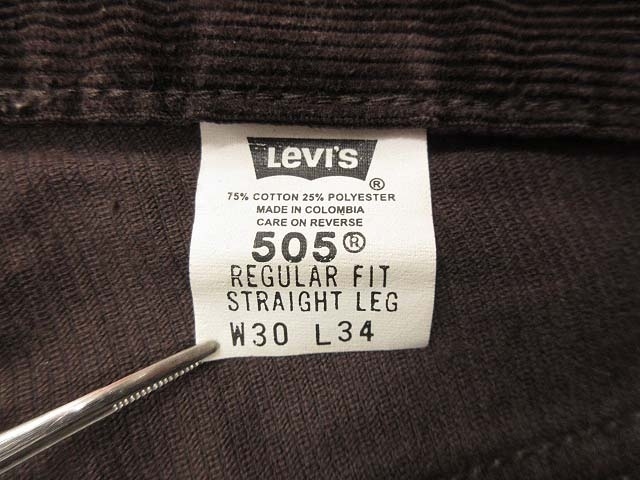 Levi's
®
75% COTTON 25% POLYESTER
MADE IN COLOMBIA
CARE ON REVERSE
505®
REGULAR FIT
STRAIGHT LEG
W30 L34